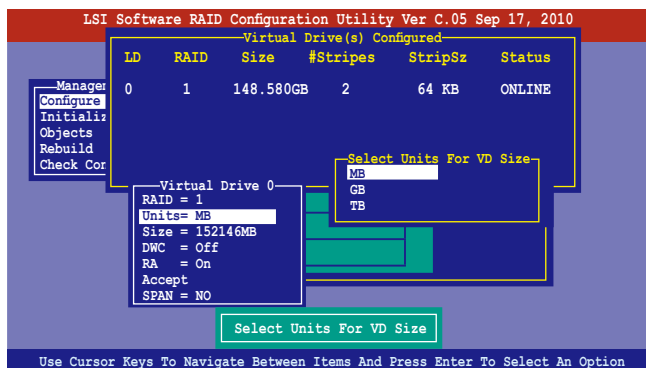 LSI Software RAID Configuration Utility Ver C.05 Sep 17, 2010
Virtual Drive(s) Configured
LD RAID Size #Stripes StripSz Status
0 1 148.580GB 2 64 KB ONLINE
Managem
Configure
Initializ
Objects
Rebuild
Check Con
Select Units For VD Size
MB
GB
TB
Virtual Drive 0
RAID = 1
Units= MB
Size = 152146MB
DWC = Off
RA = On
Accept
SPAN = NO
Select Units For VD Size
Use Cursor Keys To Navigate Between Items And Press Enter To Select An Option